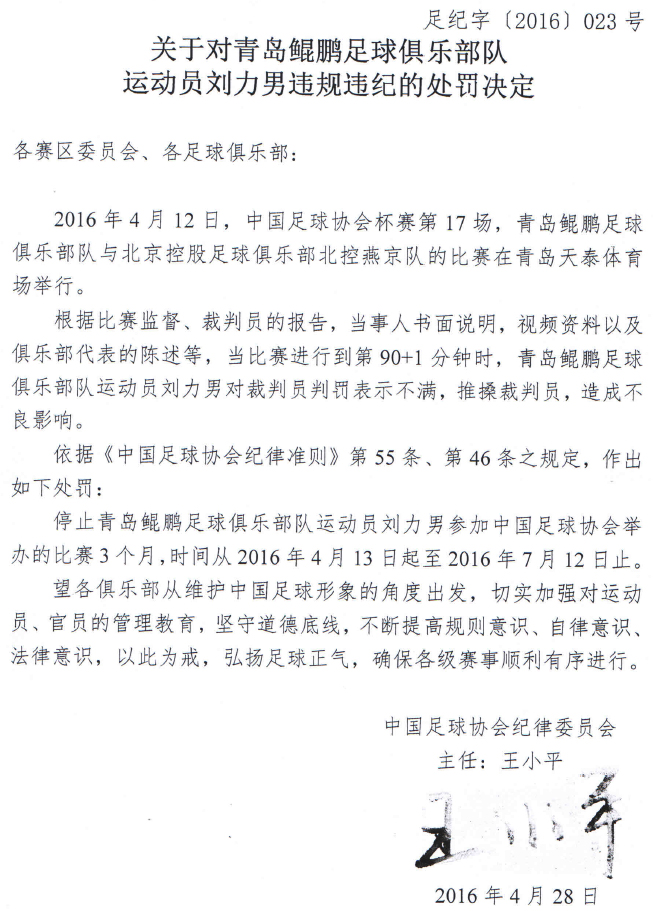 足纪字〔2016〕023 号
关于对青岛鲲鹏足球俱乐部队
运动员刘力男违规违纪的处罚决定
各赛区委员会、各足球俱乐部：
2016 年 4 月 12 日，中国足球协会杯赛第 17 场，青岛鲲鹏足球
俱乐部队与北京控股足球俱乐部北控燕京队的比赛在青岛天泰体育
场举行。
根据比赛监督、裁判员的报告，当事人书面说明，视频资料以及
俱乐部代表的陈述等，当比赛进行到第 90+1 分钟时，青岛鲲鹏足球
俱乐部队运动员刘力男对裁判员判罚表示不满，推搡裁判员，造成不
良影响。
依据《中国足球协会纪律准则》第 55 条、第 46 条之规定，作出
如下处罚：
停止青岛鲲鹏足球俱乐部队运动员刘力男参加中国足球协会举
办的比赛 3 个月，时间从 2016 年 4 月 13 日起至 2016 年 7 月 12 日止。
望各俱乐部从维护中国足球形象的角度出发，切实加强对运动
员、官员的管理教育，坚守道德底线，不断提高规则意识、自律意识、
法律意识，以此为戒，弘扬足球正气，确保各级赛事顺利有序进行。
中国足球协会纪律委员会
主任：王小平
王小平
2016 年 4 月 28 日